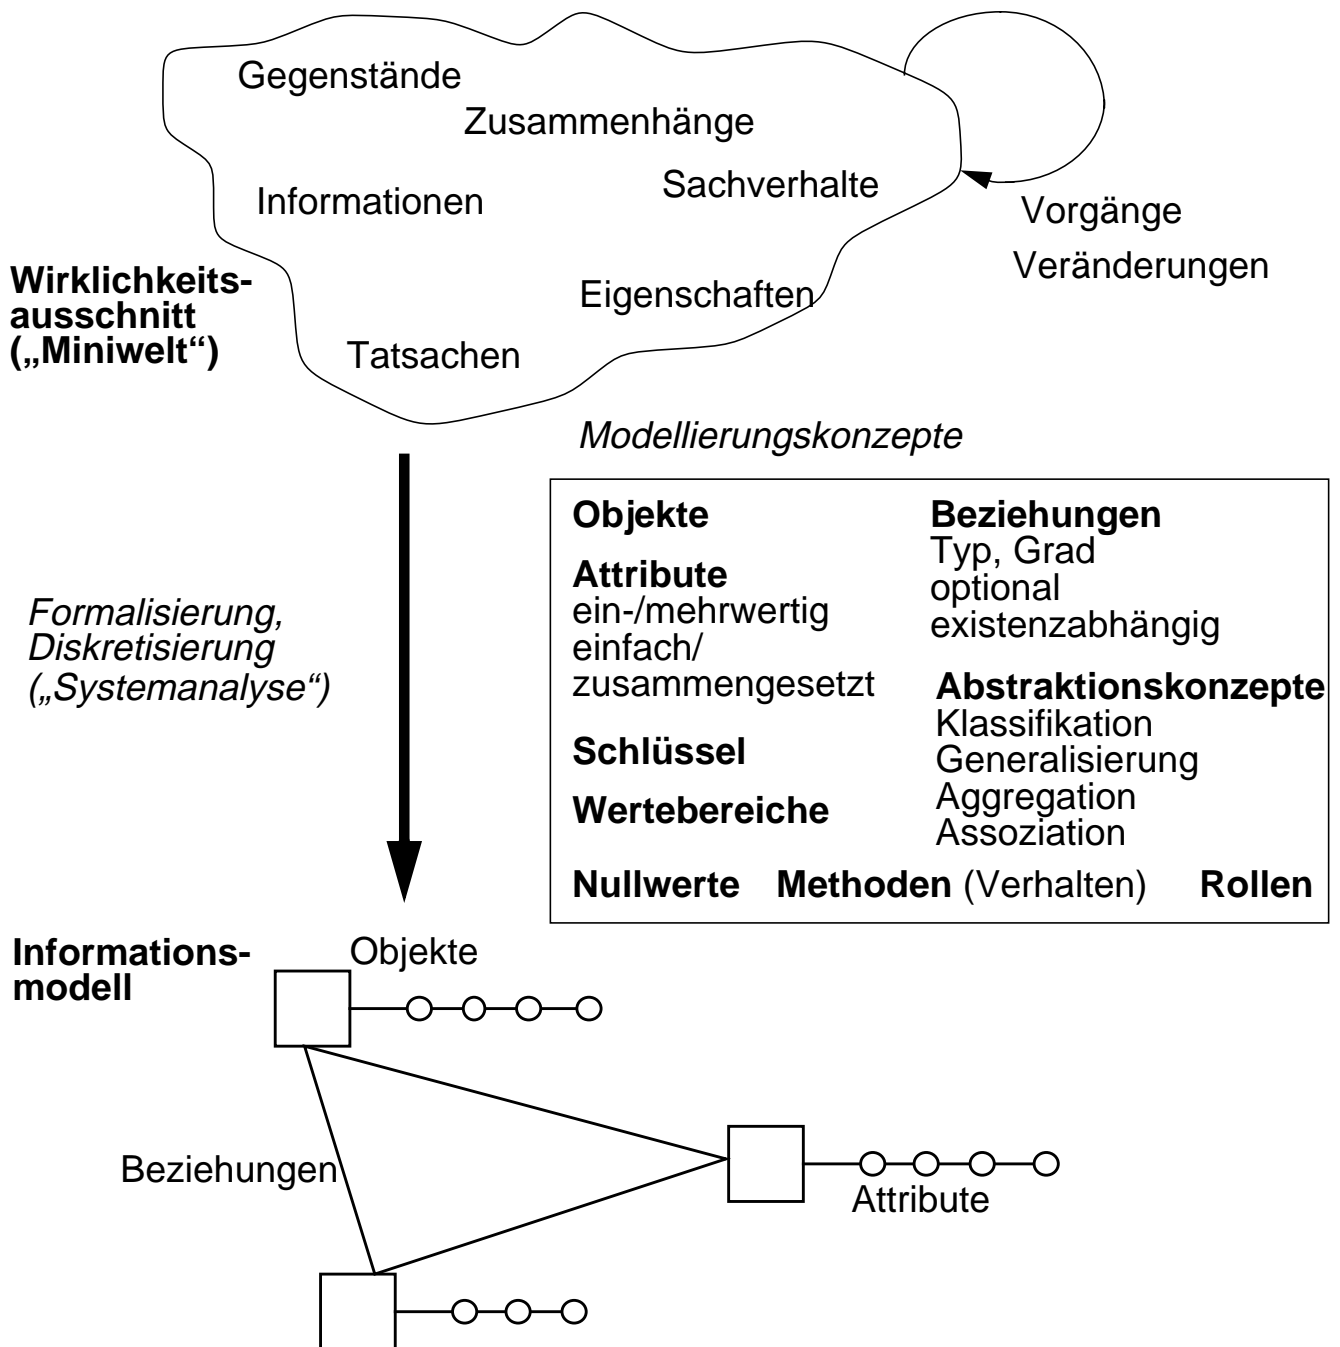 Gegenstände
Zusammenhänge
Sachverhalte
Informationen
Vorgänge
Veränderungen
Wirklichkeits-
ausschnitt
(„Miniwelt“)
Eigenschaften
Tatsachen
Modellierungskonzepte
Formalisierung,
Diskretisierung
(„Systemanalyse“)
Objekte
Attribute
ein-/mehrwertig
einfach/
zusammengesetzt
Schlüssel
Wertebereiche
Beziehungen
Typ, Grad
optional
existenzabhängig
Abstraktionskonzepte
Klassifikation
Generalisierung
Aggregation
Assoziation
Nullwerte Methoden (Verhalten) Rollen
Informations-
modell
Objekte
Beziehungen
Attribute